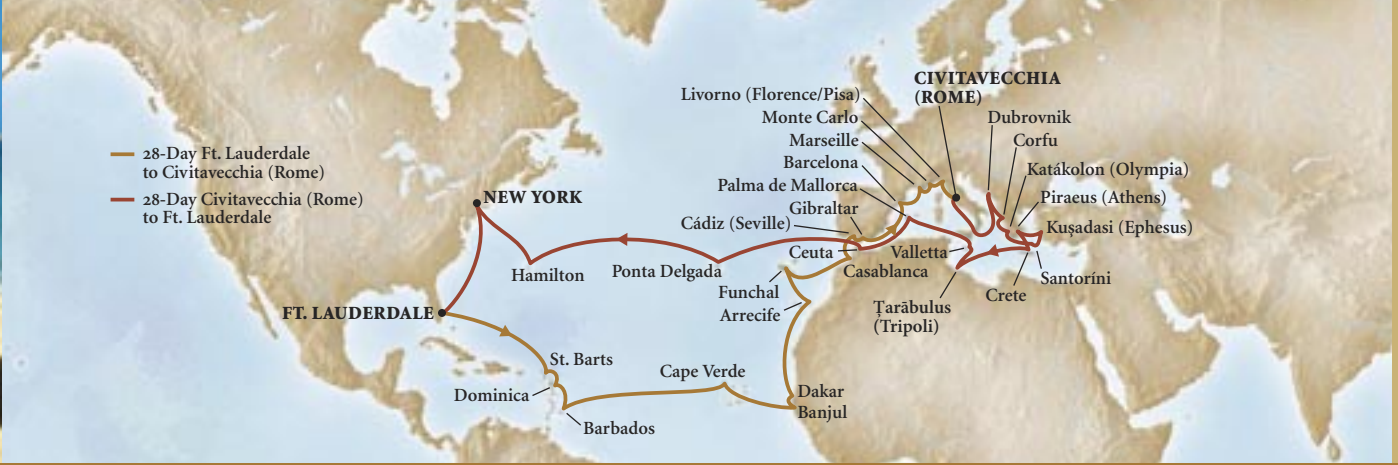 28-Day Ft. Lauderdale
to Civitavecchia (Rome)
28-Day Civitavecchia (Rome)
to Ft. Lauderdale
NEW YORK
FT. LAUDERDALE
Hamilton
Ponta Delgada
St. Barts
Dominica
Barbados
Cape Verde
Dakar
Banjul
Funchal
Arrecife
Casablanca
Ceuta
Cádiz (Seville)
Gibraltar
Palma de Mallorca
Barcelona
Marseille
Monte Carlo
Livorno (Florence/Pisa)
CIVITAVECCHIA
(ROME)
Dubrovnik
Corfu
Katákolon (Olympia)
Piraeus (Athens)
Kuşadasi (Ephesus)
Santoríni
Crete
Valletta
Ţarābulus
(Tripoli)